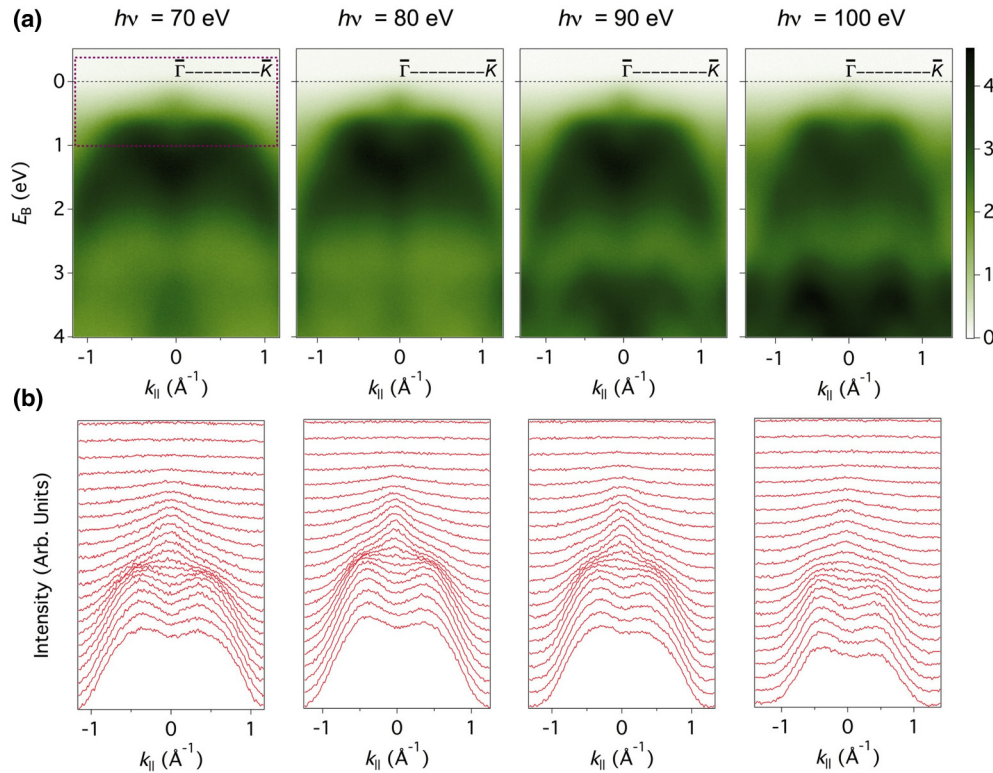 (a)
hν = 70 eV
hν = 80 eV
hν = 90 eV
hν = 100 eV
Γ̅--------K̅
Γ̅--------K̅
Γ̅--------K̅
Γ̅--------K̅
0
1
2
3
4
E_B (eV)
4
3
2
1
0
-1 0 1
-1 0 1
-1 0 1
-1 0 1
k_|| (Å⁻¹)
k_|| (Å⁻¹)
k_|| (Å⁻¹)
k_|| (Å⁻¹)
(b)
Intensity (Arb. Units)
-1 0 1
-1 0 1
-1 0 1
-1 0 1
k_|| (Å⁻¹)
k_|| (Å⁻¹)
k_|| (Å⁻¹)
k_|| (Å⁻¹)